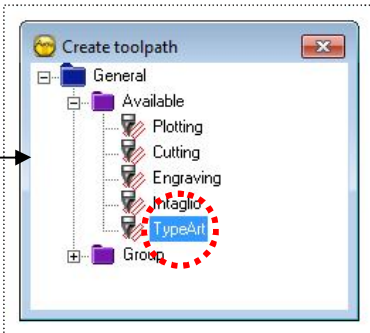 Create toolpath
General
Available
Plotting
Cutting
Engraving
Intaglio
TypeArt
Group